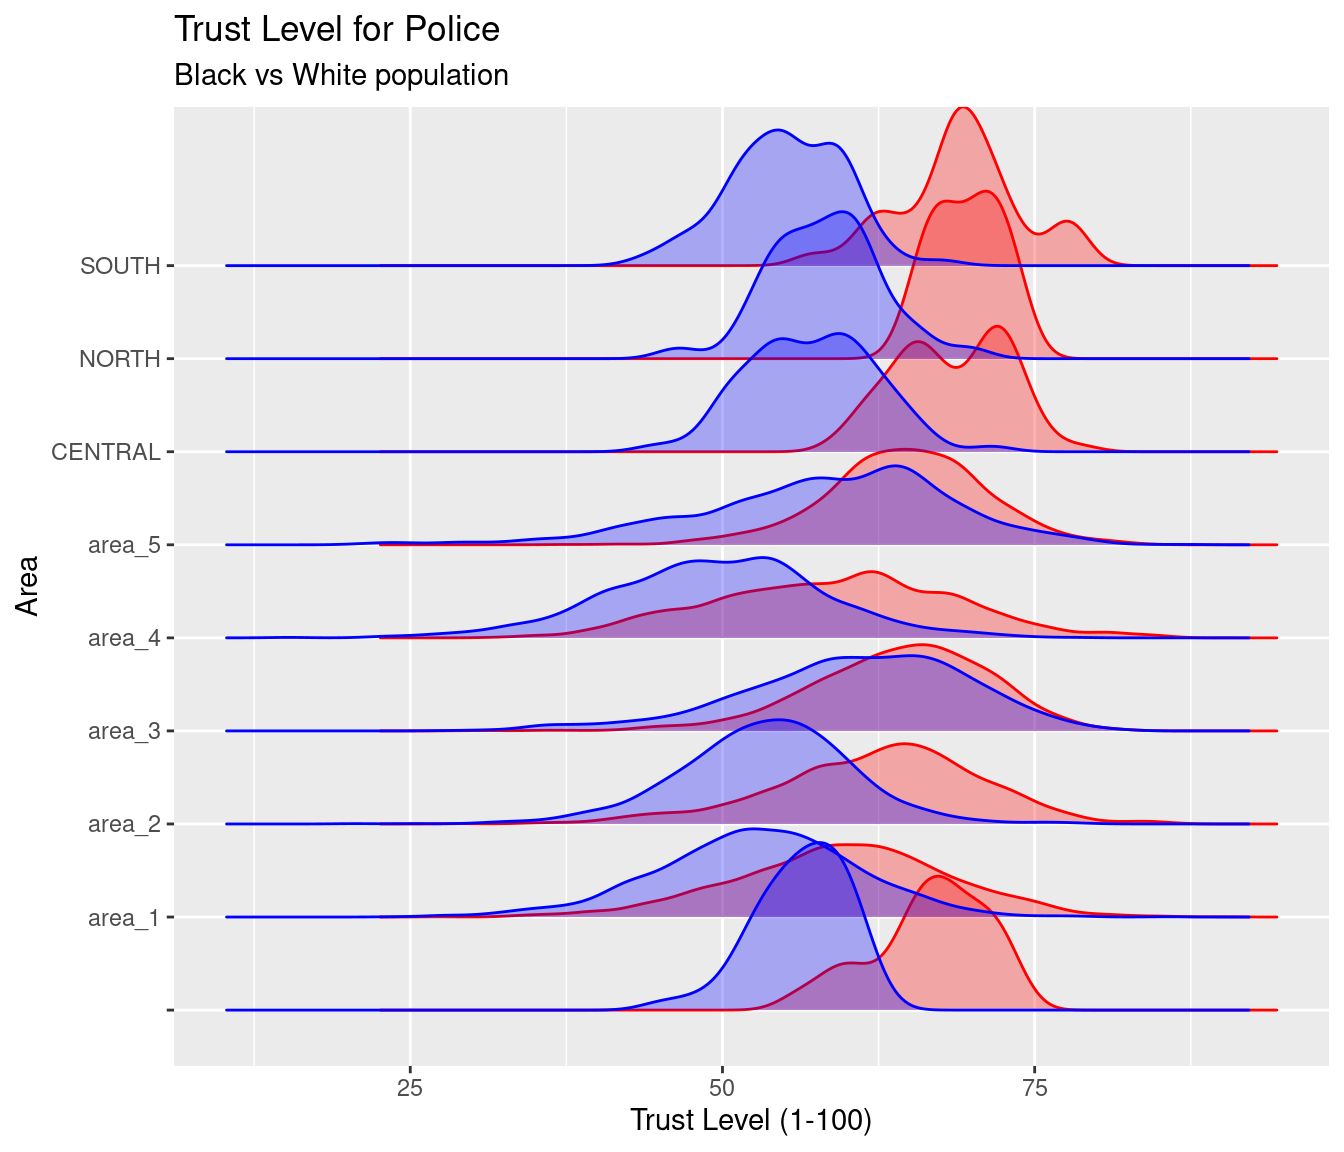 Trust Level for Police
Black vs White population
SOUTH
NORTH
CENTRAL
area_5
area_4
area_3
area_2
area_1
Area
25 50 75
Trust Level (1-100)